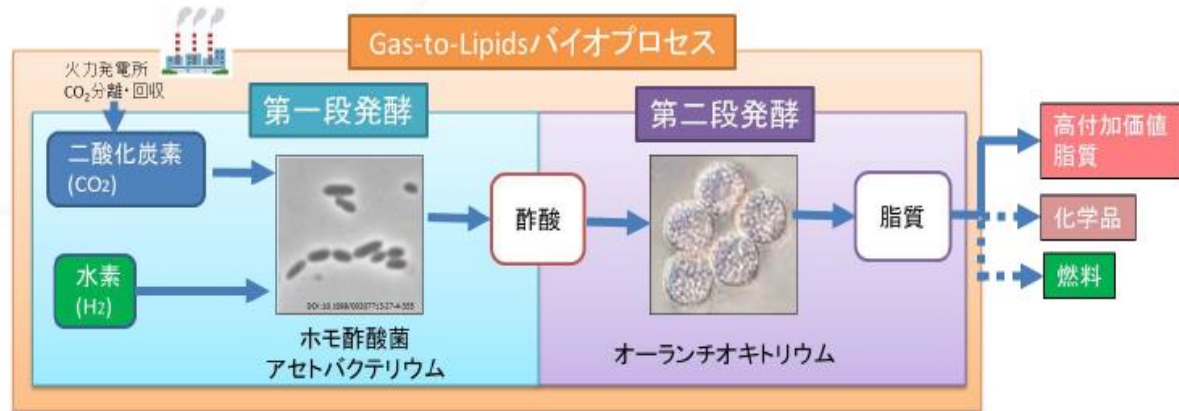 Gas-to-Lipidsバイオプロセス
火力発電所
CO₂分離・回収
第一段発酵
第二段発酵
二酸化炭素
(CO2)
水素
(H2)
ホモ酢酸菌
アセトバクテリウム
酢酸
オーランチオキトリウム
脂質
高付加価値
脂質
化学品
燃料